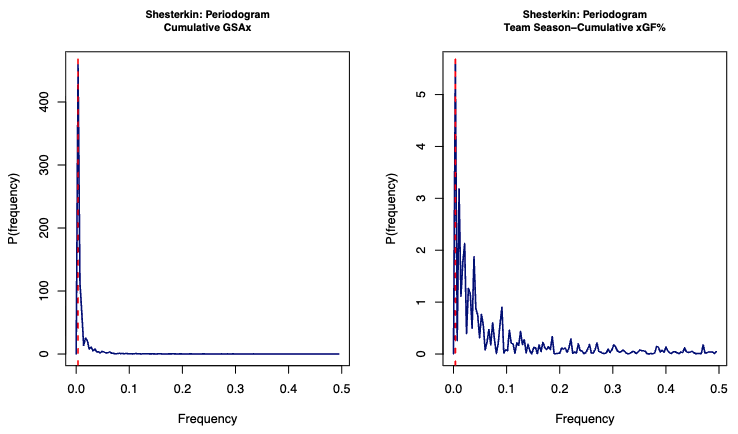 Shesterkin: Periodogram
Cumulative GSAx
P(frequency)
400
300
200
100
0
0.0 0.1 0.2 0.3 0.4 0.5
Frequency
Shesterkin: Periodogram
Team Season–Cumulative xGF%
P(frequency)
5
4
3
2
1
0
0.0 0.1 0.2 0.3 0.4 0.5
Frequency